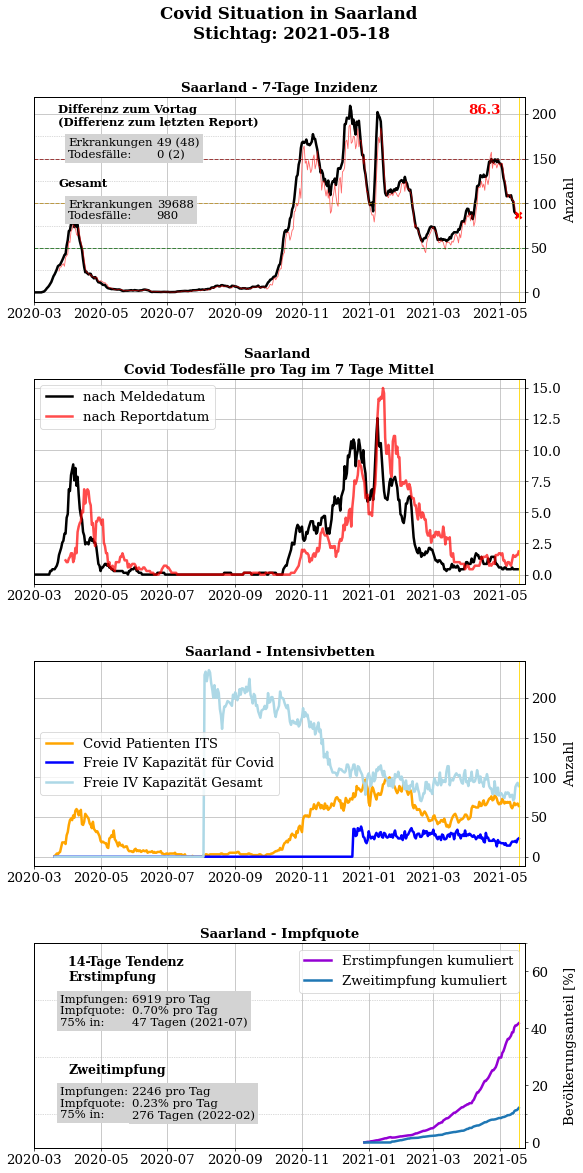 Covid Situation in Saarland
Stichtag: 2021-05-18
Saarland - 7-Tage Inzidenz
Differenz zum Vortag
(Differenz zum letzten Report)
Erkrankungen 49 (48)
Todesfälle: 0 (2)
Gesamt
Erkrankungen 39688
Todesfälle: 980
86.3
200
150
100
50
0
Anzahl
2020-03 2020-05 2020-07 2020-09 2020-11 2021-01 2021-03 2021-05
Saarland
Covid Todesfälle pro Tag im 7 Tage Mittel
nach Meldedatum
nach Reportdatum
15.0
12.5
10.0
7.5
5.0
2.5
0.0
2020-03 2020-05 2020-07 2020-09 2020-11 2021-01 2021-03 2021-05
Saarland - Intensivbetten
Covid Patienten ITS
Freie IV Kapazität für Covid
Freie IV Kapazität Gesamt
200
150
100
50
0
Anzahl
2020-03 2020-05 2020-07 2020-09 2020-11 2021-01 2021-03 2021-05
Saarland - Impfquote
14-Tage Tendenz
Erstimpfung
Impfungen: 6919 pro Tag
Impfquote: 0.70% pro Tag
75% in: 47 Tagen (2021-07)
Zweitimpfung
Impfungen: 2246 pro Tag
Impfquote: 0.23% pro Tag
75% in: 276 Tagen (2022-02)
Erstimpfungen kumuliert
Zweitimpfung kumuliert
60
40
20
0
Bevölkerungsanteil [%]
2020-03 2020-05 2020-07 2020-09 2020-11 2021-01 2021-03 2021-05